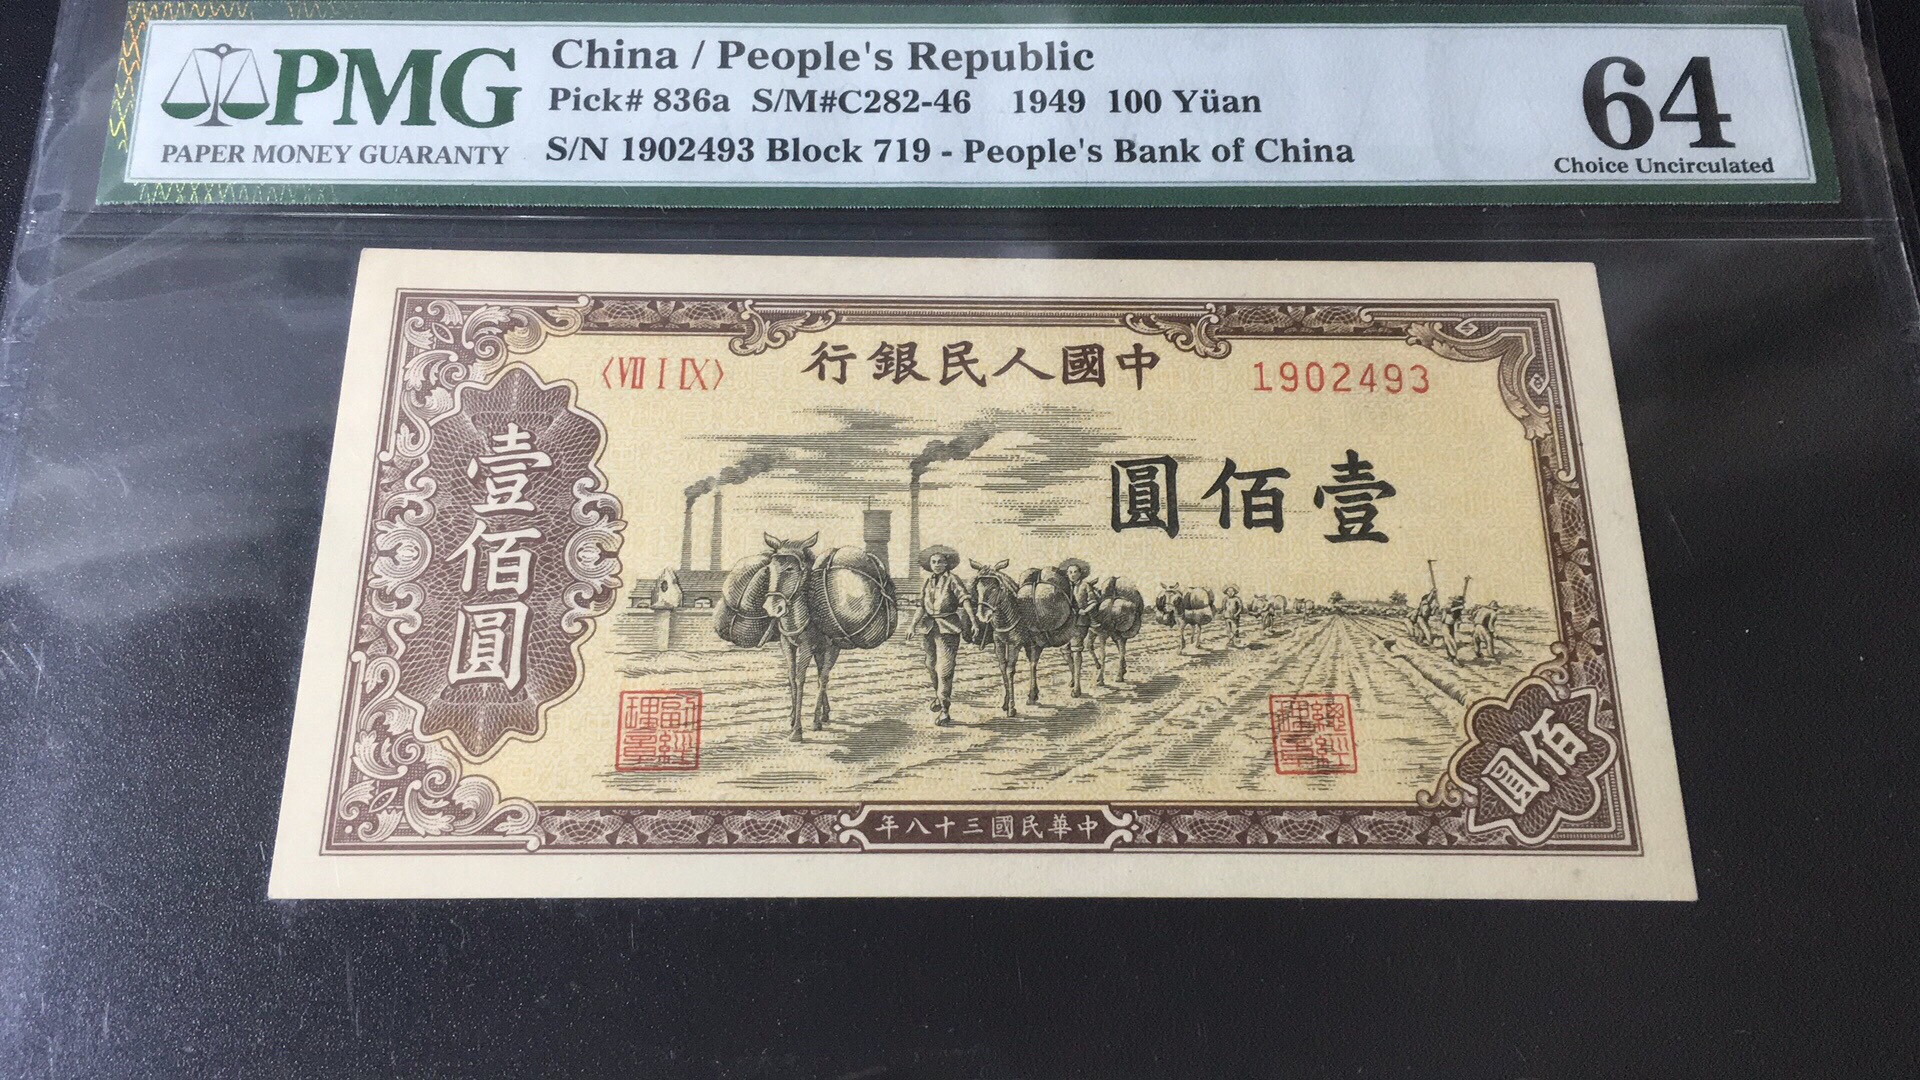 PMG
PAPER MONEY GUARANTY
China / People's Republic
Pick# 836a S/M#C282-46 1949 100 Yüan
S/N 1902493 Block 719 - People's Bank of China
64
Choice Uncirculated
〈VII I IX〉
行銀民人國中
1902493
圓佰壹
壹佰圓
佰圓
年八十三國民華中